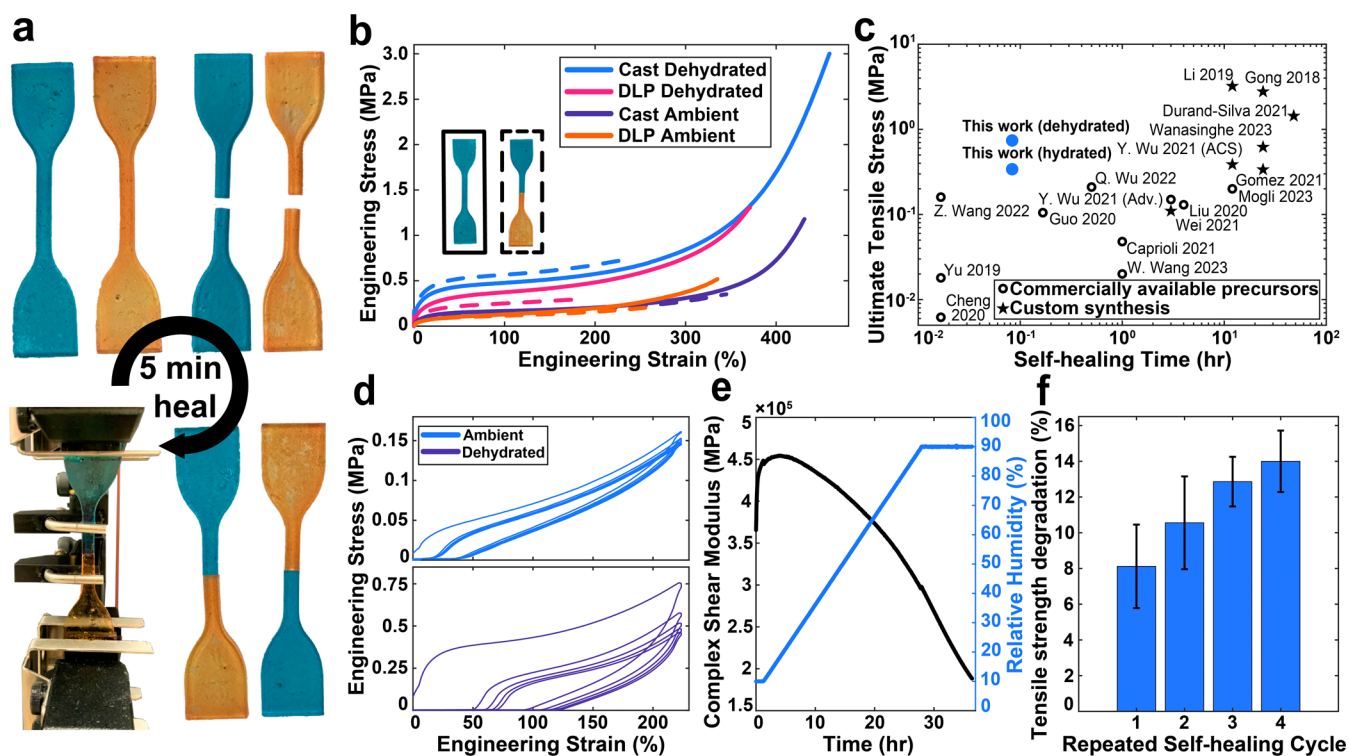 a
5 min
heal
b
Engineering Stress (MPa)
3.0
2.5
2.0
1.5
1.0
0.5
0
Cast Dehydrated
DLP Dehydrated
Cast Ambient
DLP Ambient
0 100 200 300 400
Engineering Strain (%)
c
Ultimate Tensile Stress (MPa)
10¹
10⁰
10⁻¹
10⁻²
Li 2019
Gong 2018
Durand-Silva 2021
This work (dehydrated)
Wanasinghe 2023
This work (hydrated)
Y. Wu 2021 (ACS)
Q. Wu 2022
Gomez 2021
Y. Wu 2021 (Adv.)
Mogli 2023
Z. Wang 2022
Guo 2020
Liu 2020
Wei 2021
Caprioli 2021
W. Wang 2023
Yu 2019
Cheng
2020
Commercially available precursors
Custom synthesis
10⁻² 10⁻¹ 10⁰ 10¹ 10²
Self-healing Time (hr)
d
Engineering Stress (MPa)
Ambient
Dehydrated
0.15
0.1
0.05
0
0.75
0.5
0.25
0
0 50 100 150 200
Engineering Strain (%)
e
×10⁵
Complex Shear Modulus (MPa)
5
4.5
4
3.5
3
2.5
2
1.5
0 10 20 30
Time (hr)
100
90
80
70
60
50
40
30
20
10
0
Relative Humidity (%)
f
Tensile strength degradation (%)
16
14
12
10
8
6
4
2
0
1 2 3 4
Repeated Self-healing Cycle